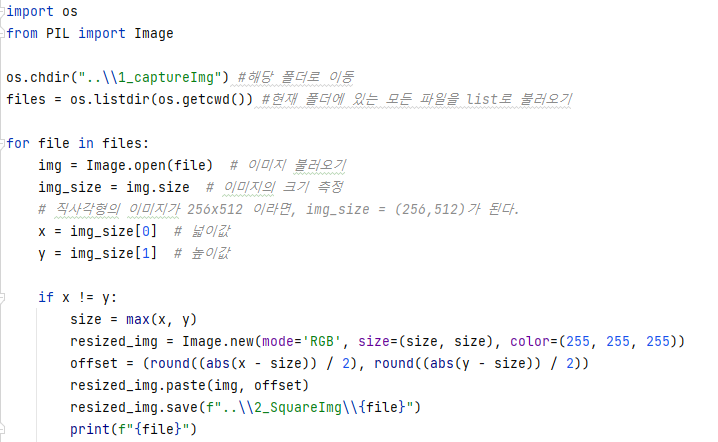 import os
from PIL import Image
os.chdir("..\\1_captureImg") #해당 폴더로 이동
files = os.listdir(os.getcwd()) #현재 폴더에 있는 모든 파일을 list로 불러오기
for file in files:
    img = Image.open(file)  # 이미지 불러오기
    img_size = img.size  # 이미지의 크기 측정
    # 직사각형의 이미지가 256x512 이라면, img_size = (256,512)가 된다.
    x = img_size[0]  # 넓이값
    y = img_size[1]  # 높이값
    if x != y:
        size = max(x, y)
        resized_img = Image.new(mode='RGB', size=(size, size), color=(255, 255, 255))
        offset = (round((abs(x - size)) / 2), round((abs(y - size)) / 2))
        resized_img.paste(img, offset)
        resized_img.save(f"..\\2_SquareImg\\{file}")
        print(f"{file}")